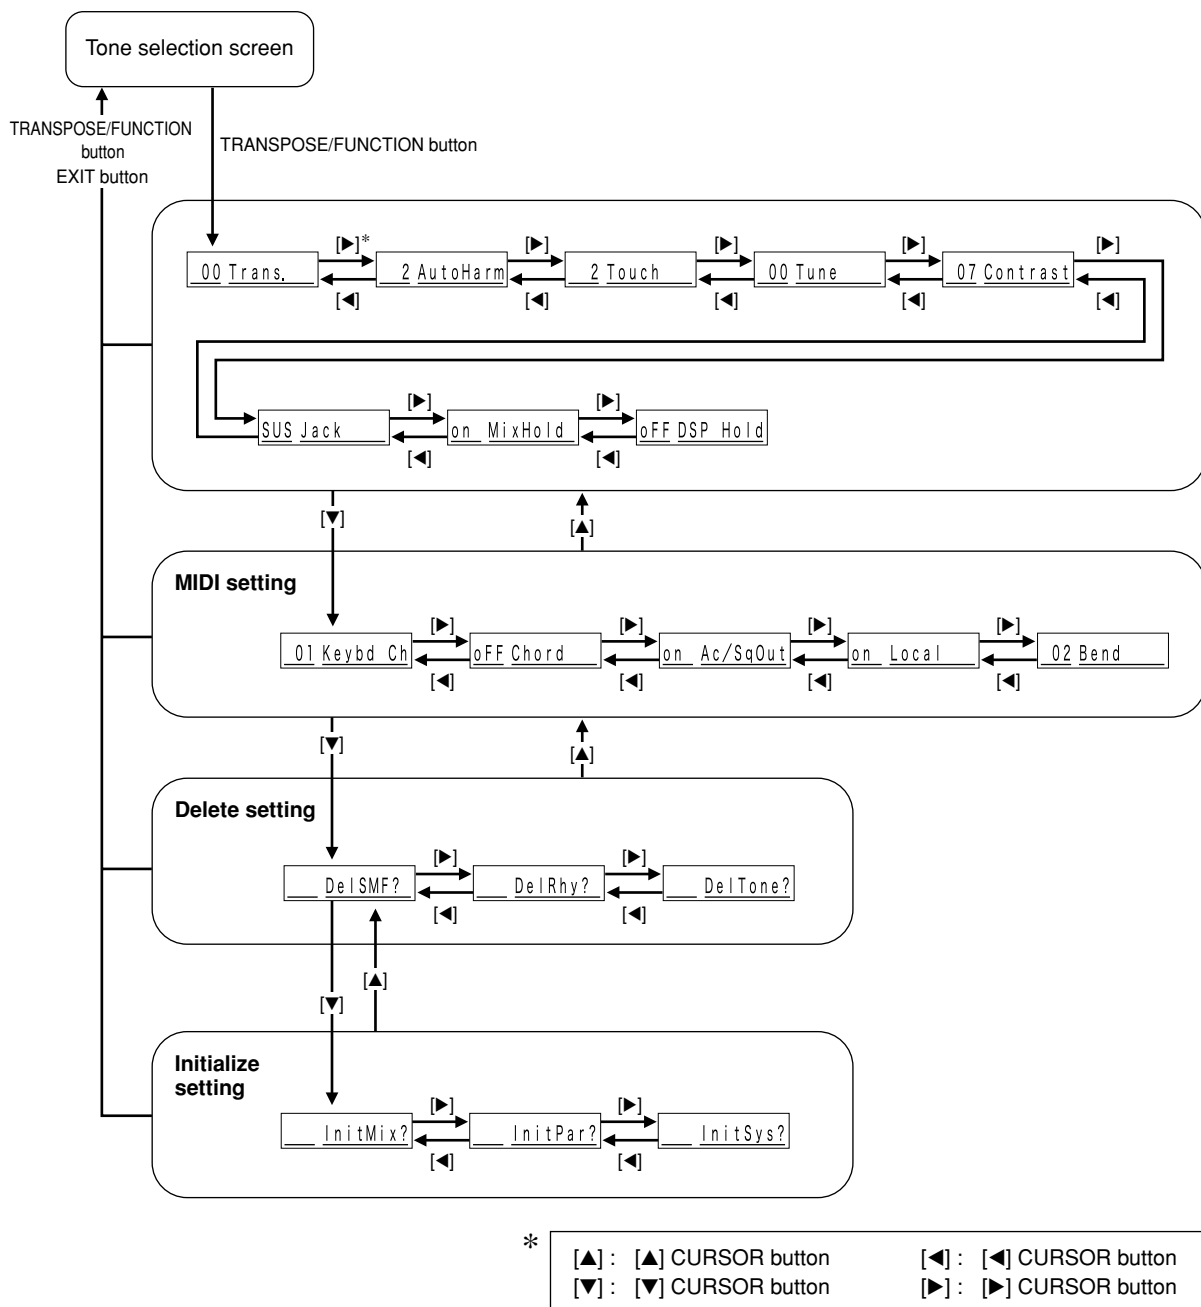 Tone selection screen
TRANSPOSE/FUNCTION
button
EXIT button
TRANSPOSE/FUNCTION button
[▶]* [▶] [▶] [▶] [▶]
00 Trans. 2 AutoHarm 2 Touch 00 Tune 07 Contrast
[◀] [◀] [◀] [◀] [◀]
[▶] [▶]
SUS Jack on MixHold oFF DSP Hold
[◀] [◀]
[▼] [▲]
MIDI setting
[▶] [▶] [▶] [▶]
01 Keybd Ch oFF Chord on Ac/SqOut on Local 02 Bend
[◀] [◀] [◀] [◀]
[▼] [▲]
Delete setting
[▶] [▶]
DelSMF? DelRhy? DelTone?
[◀] [◀]
[▲]
[▼]
Initialize
setting
[▶] [▶]
InitMix? InitPar? InitSys?
[◀] [◀]
*
[▲] : [▲] CURSOR button [◀] : [◀] CURSOR button
[▼] : [▼] CURSOR button [▶] : [▶] CURSOR button